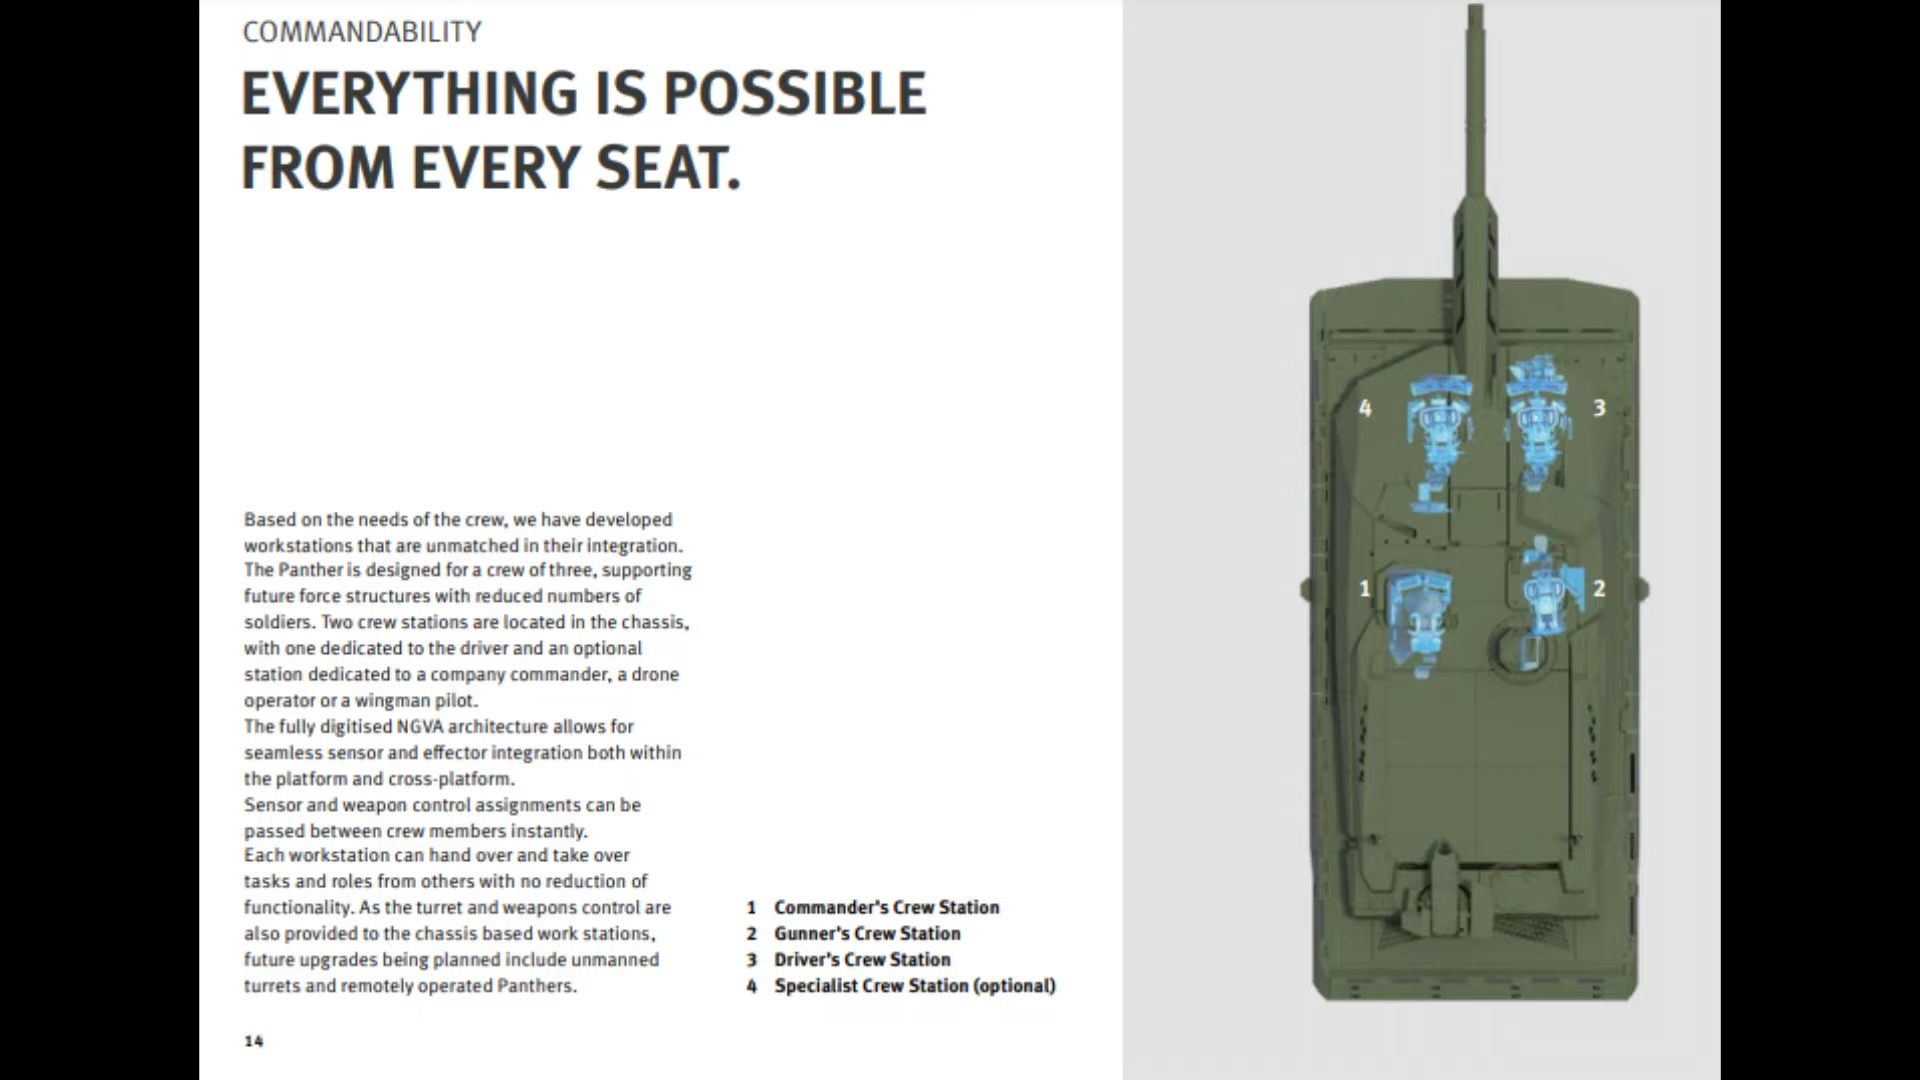 COMMANDABILITY
EVERYTHING IS POSSIBLE
FROM EVERY SEAT.
Based on the needs of the crew, we have developed
workstations that are unmatched in their integration.
The Panther is designed for a crew of three, supporting
future force structures with reduced numbers of
soldiers. Two crew stations are located in the chassis,
with one dedicated to the driver and an optional
station dedicated to a company commander, a drone
operator or a wingman pilot.
The fully digitised NGVA architecture allows for
seamless sensor and effector integration both within
the platform and cross-platform.
Sensor and weapon control assignments can be
passed between crew members instantly.
Each workstation can hand over and take over
tasks and roles from others with no reduction of
functionality. As the turret and weapons control are
also provided to the chassis based work stations,
future upgrades being planned include unmanned
turrets and remotely operated Panthers.
1 Commander's Crew Station
2 Gunner's Crew Station
3 Driver's Crew Station
4 Specialist Crew Station (optional)
14
4 3
1 2